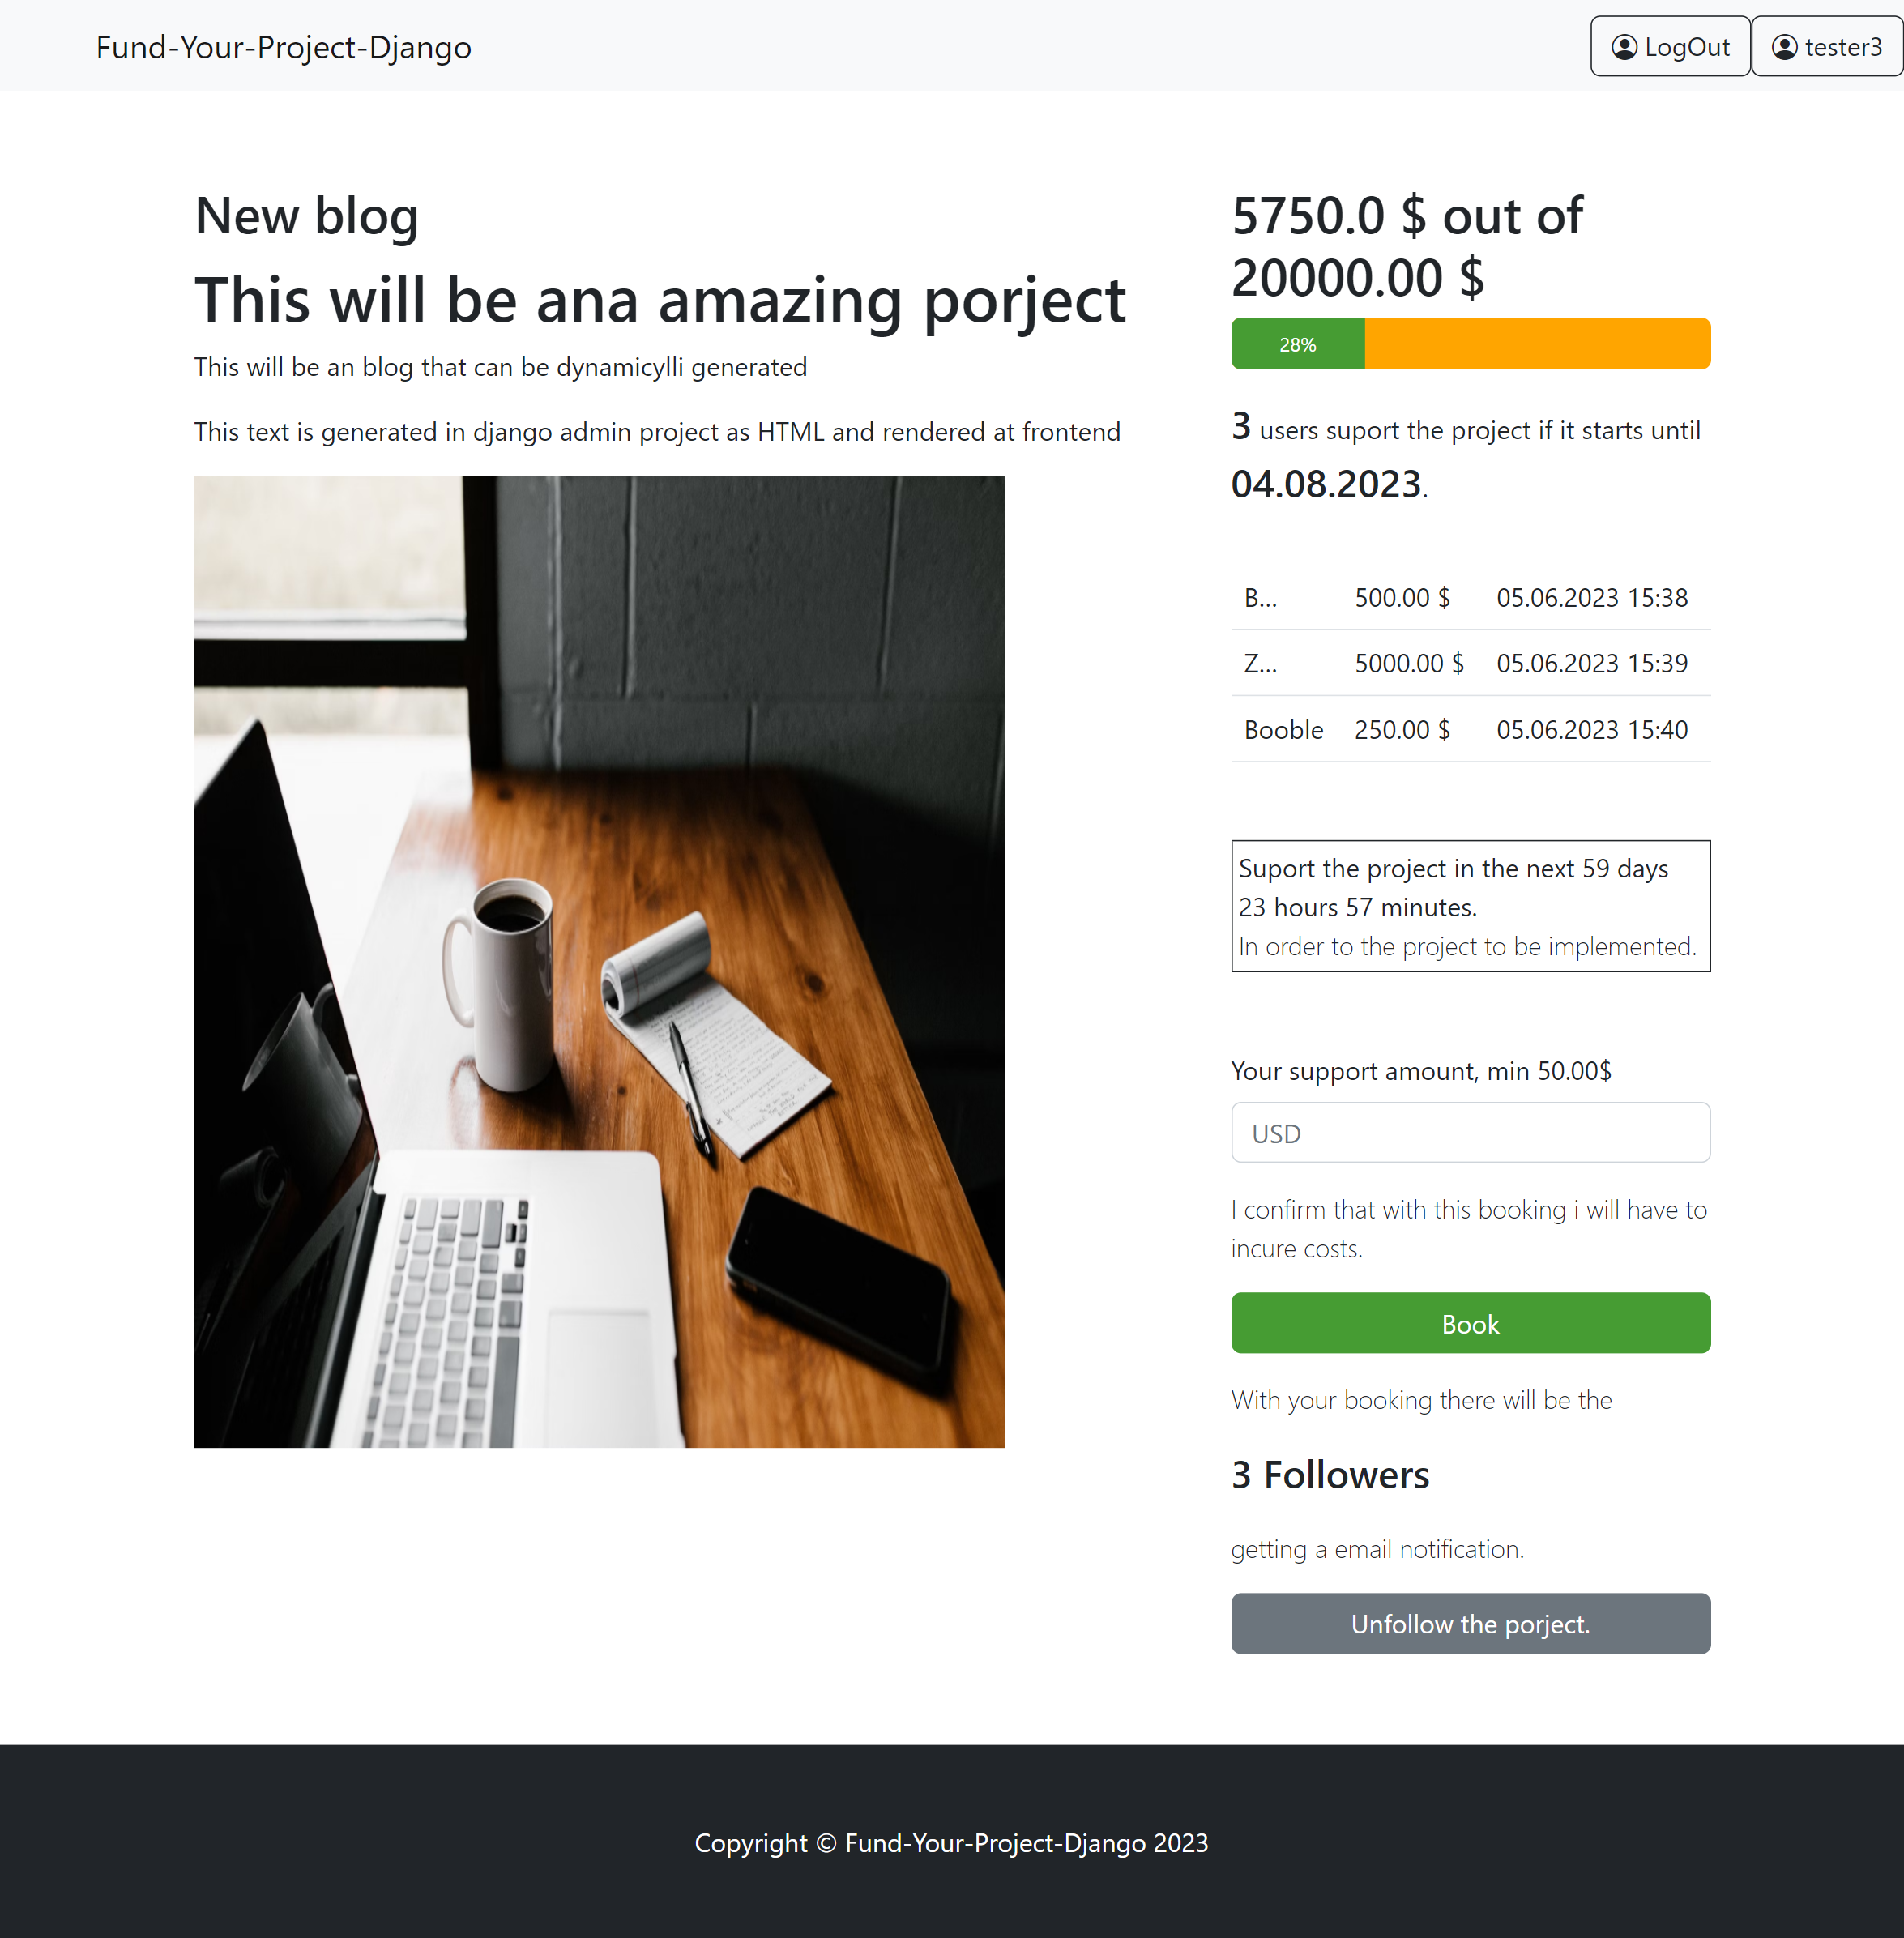 Fund-Your-Project-Django
LogOut
tester3
New blog
This will be ana amazing porject
This will be an blog that can be dynamicylli generated
This text is generated in django admin project as HTML and rendered at frontend
5750.0 $ out of
20000.00 $
28%
3 users suport the project if it starts until
04.08.2023.
B... 500.00 $ 05.06.2023 15:38
Z... 5000.00 $ 05.06.2023 15:39
Booble 250.00 $ 05.06.2023 15:40
Suport the project in the next 59 days
23 hours 57 minutes.
In order to the project to be implemented.
Your support amount, min 50.00$
USD
I confirm that with this booking i will have to
incure costs.
Book
With your booking there will be the
3 Followers
getting a email notification.
Unfollow the porject.
Copyright © Fund-Your-Project-Django 2023